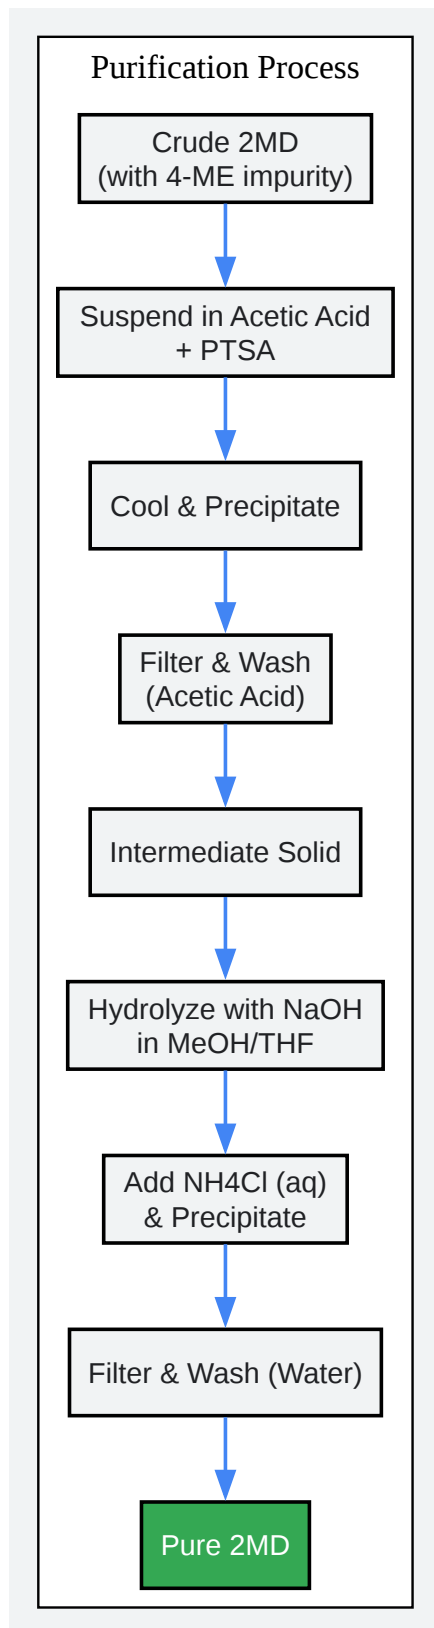 Purification Process
Crude 2MD
(with 4-ME impurity)
Suspend in Acetic Acid
+ PTSA
Cool & Precipitate
Filter & Wash
(Acetic Acid)
Intermediate Solid
Hydrolyze with NaOH
in MeOH/THF
Add NH4Cl (aq)
& Precipitate
Filter & Wash (Water)
Pure 2MD